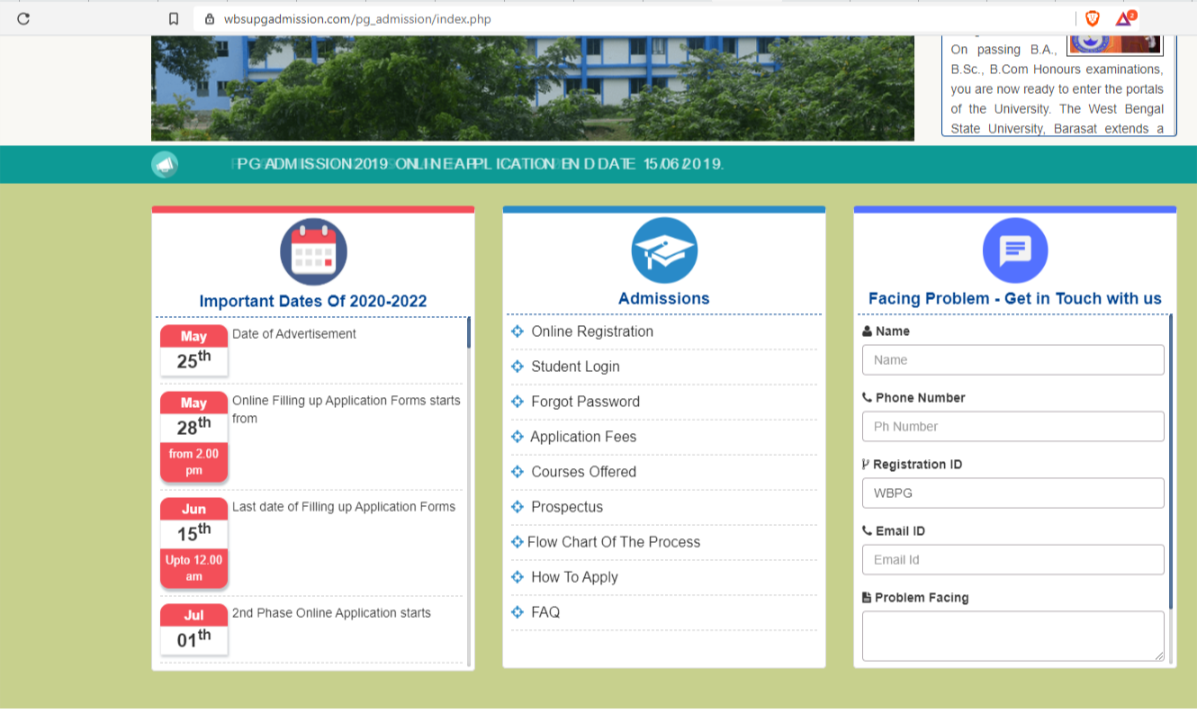 wbsupgadmission.com/pg_admission/index.php
2
On passing B.A.,
B.Sc., B.Com Honours examinations,
you are now ready to enter the portals
of the University. The West Bengal
State University, Barasat extends a
PG ADMISSION 2019 ONLINE APPLICATION END DATE 15/06/2019.
Important Dates Of 2020-2022
May
25th
Date of Advertisement
May
28th
from 2.00
pm
Online Filling up Application Forms starts
from
Jun
15th
Upto 12.00
am
Last date of Filling up Application Forms
Jul
01th
2nd Phase Online Application starts
Admissions
Online Registration
Student Login
Forgot Password
Application Fees
Courses Offered
Prospectus
Flow Chart Of The Process
How To Apply
FAQ
Facing Problem - Get in Touch with us
Name
Name
Phone Number
Ph Number
Registration ID
WBPG
Email ID
Email Id
Problem Facing